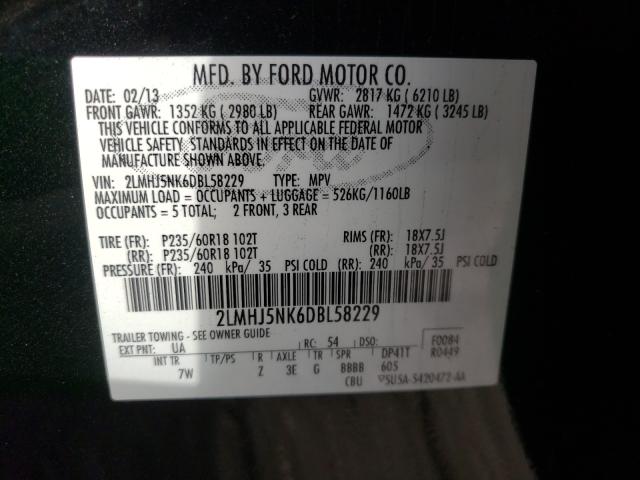 MFD. BY FORD MOTOR CO.
DATE: 02/13 GVWR: 2817 KG ( 6210 LB)
FRONT GAWR: 1352 KG ( 2980 LB) REAR GAWR: 1472 KG ( 3245 LB)
THIS VEHICLE CONFORMS TO ALL APPLICABLE FEDERAL MOTOR
VEHICLE SAFETY STANDARDS IN EFFECT ON THE DATE OF
MANUFACTURE SHOWN ABOVE.
VIN: 2LMHJ5NK6DBL58229 TYPE: MPV
MAXIMUM LOAD = OCCUPANTS + LUGGAGE = 526KG/1160LB
OCCUPANTS = 5 TOTAL; 2 FRONT, 3 REAR
TIRE (FR): P235/60R18 102T RIMS (FR): 18X7.5J
(RR): P235/60R18 102T (RR): 18X7.5J
PRESSURE (FR): 240 kPa/ 35 PSI COLD (RR): 240 kPa/ 35 PSI COLD
2LMHJ5NK6DBL58229
TRAILER TOWING - SEE OWNER GUIDE
EXT PNT: UA RC: 54 DSO: F0084
INT TR TP/PS R AXLE TR SPR DP41T R0449
7W Z 3E G BBBB 605
CBU 5U5A-5420472-AA